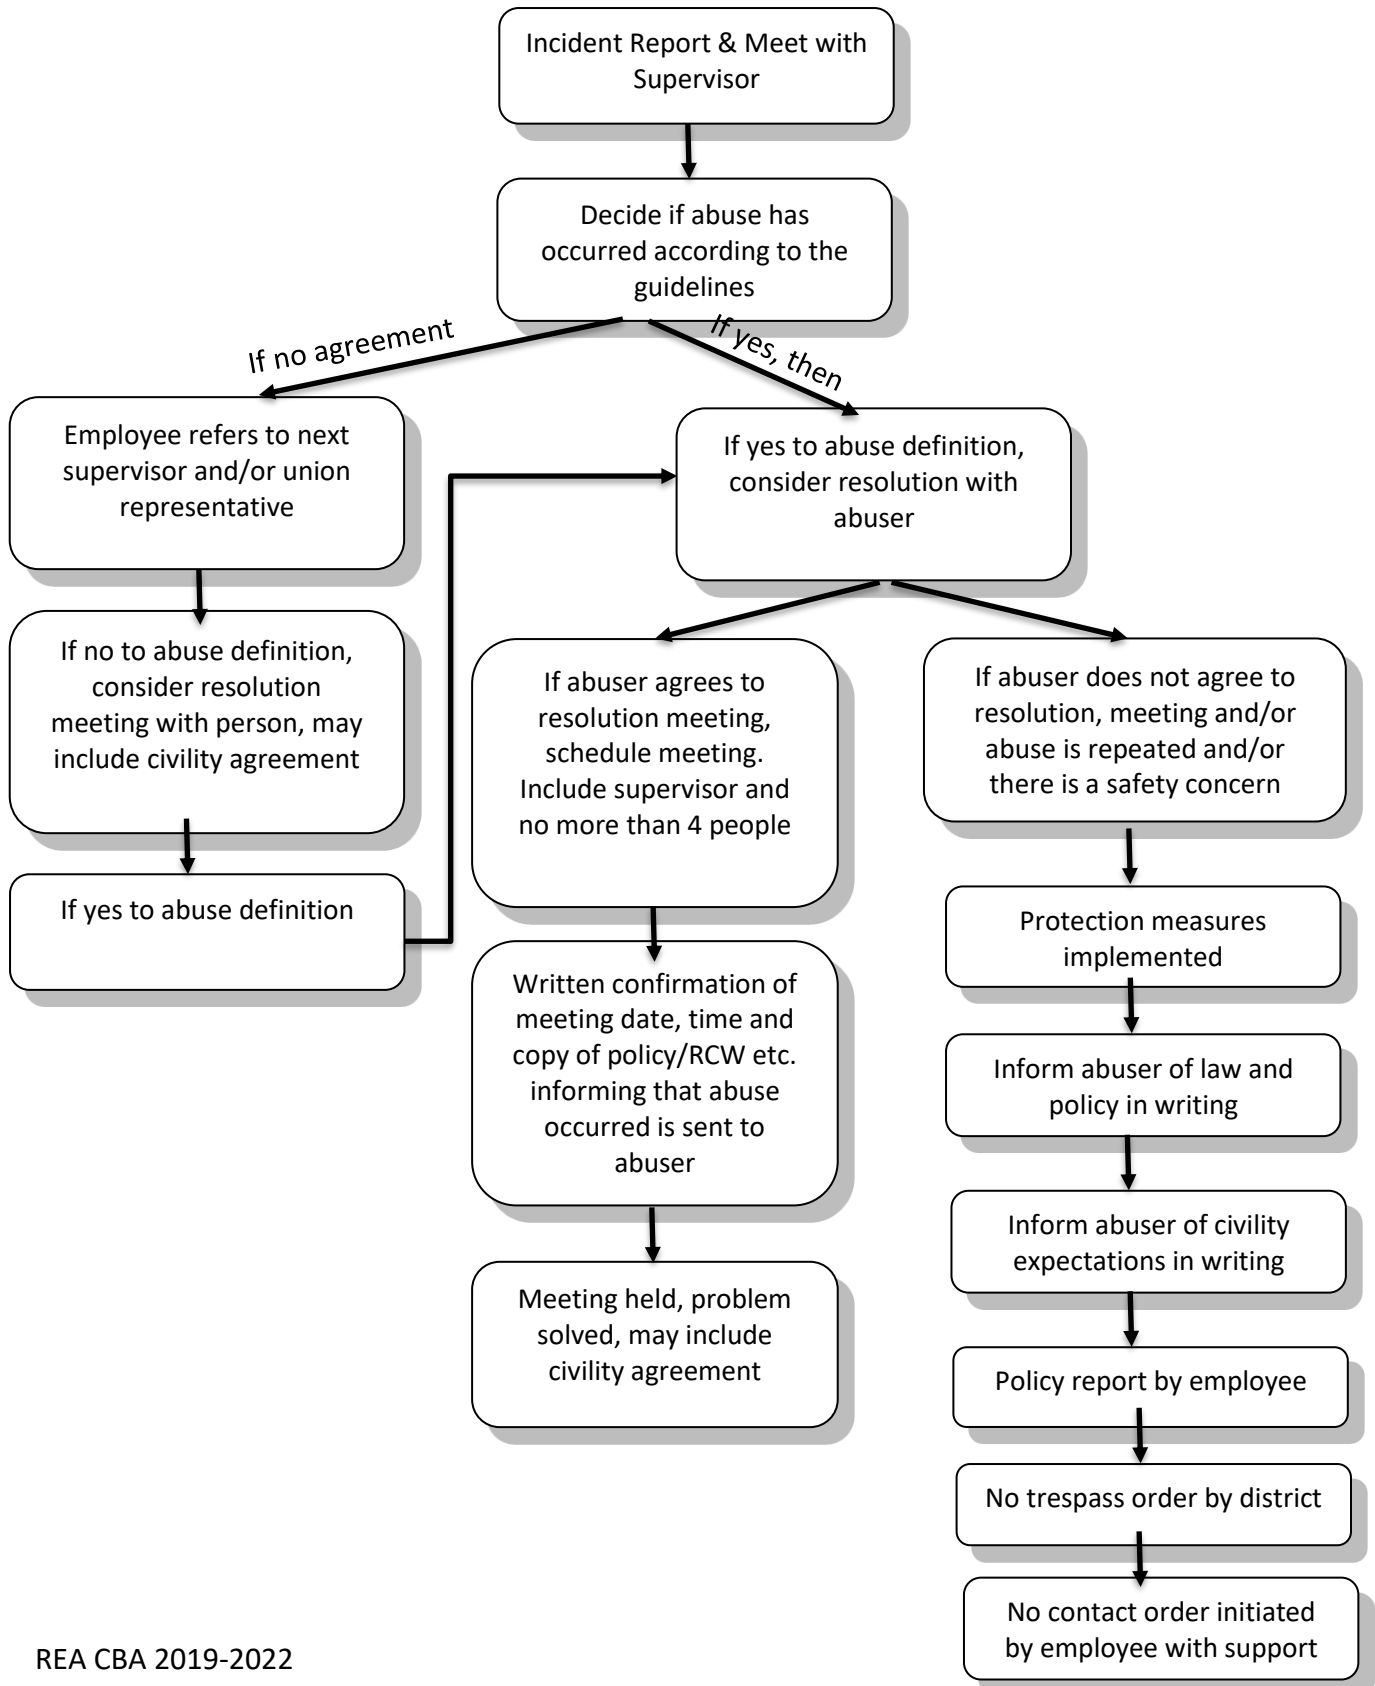 Incident Report & Meet with
Supervisor
Decide if abuse has
occurred according to the
guidelines
If no agreement
If yes, then
Employee refers to next
supervisor and/or union
representative
If yes to abuse definition,
consider resolution with
abuser
If no to abuse definition,
consider resolution
meeting with person, may
include civility agreement
If yes to abuse definition
If abuser agrees to
resolution meeting,
schedule meeting.
Include supervisor and
no more than 4 people
Written confirmation of
meeting date, time and
copy of policy/RCW etc.
informing that abuse
occurred is sent to
abuser
Meeting held, problem
solved, may include
civility agreement
If abuser does not agree to
resolution, meeting and/or
abuse is repeated and/or
there is a safety concern
Protection measures
implemented
Inform abuser of law and
policy in writing
Inform abuser of civility
expectations in writing
Policy report by employee
No trespass order by district
No contact order initiated
by employee with support
REA CBA 2019-2022